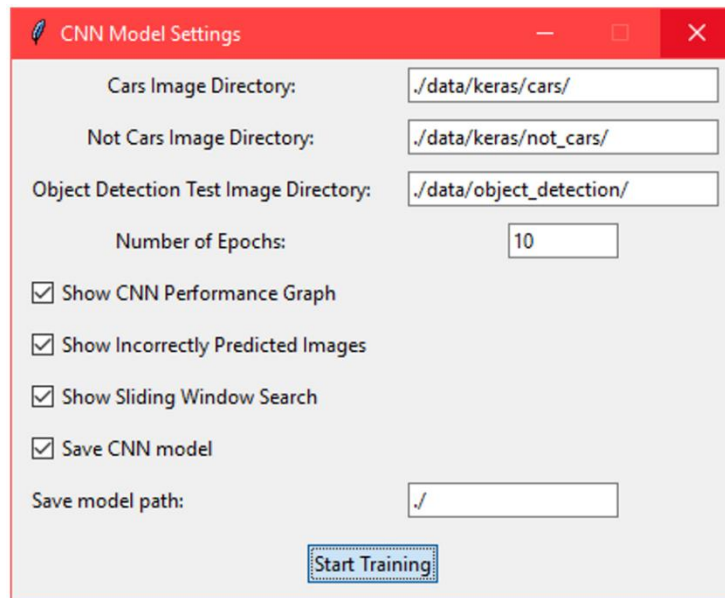 CNN Model Settings
Cars Image Directory: ./data/keras/cars/
Not Cars Image Directory: ./data/keras/not_cars/
Object Detection Test Image Directory: ./data/object_detection/
Number of Epochs: 10
Show CNN Performance Graph
Show Incorrectly Predicted Images
Show Sliding Window Search
Save CNN model
Save model path: ./
Start Training